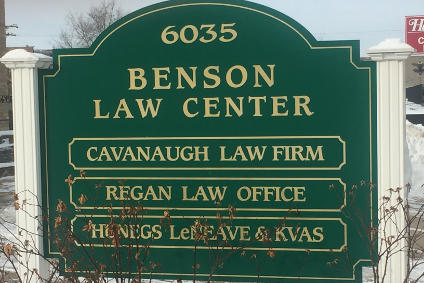 6035
BENSON
LAW CENTER
CAVANAUGH LAW FIRM
REGAN LAW OFFICE
HUNEGS LeNEAVE & KVAS